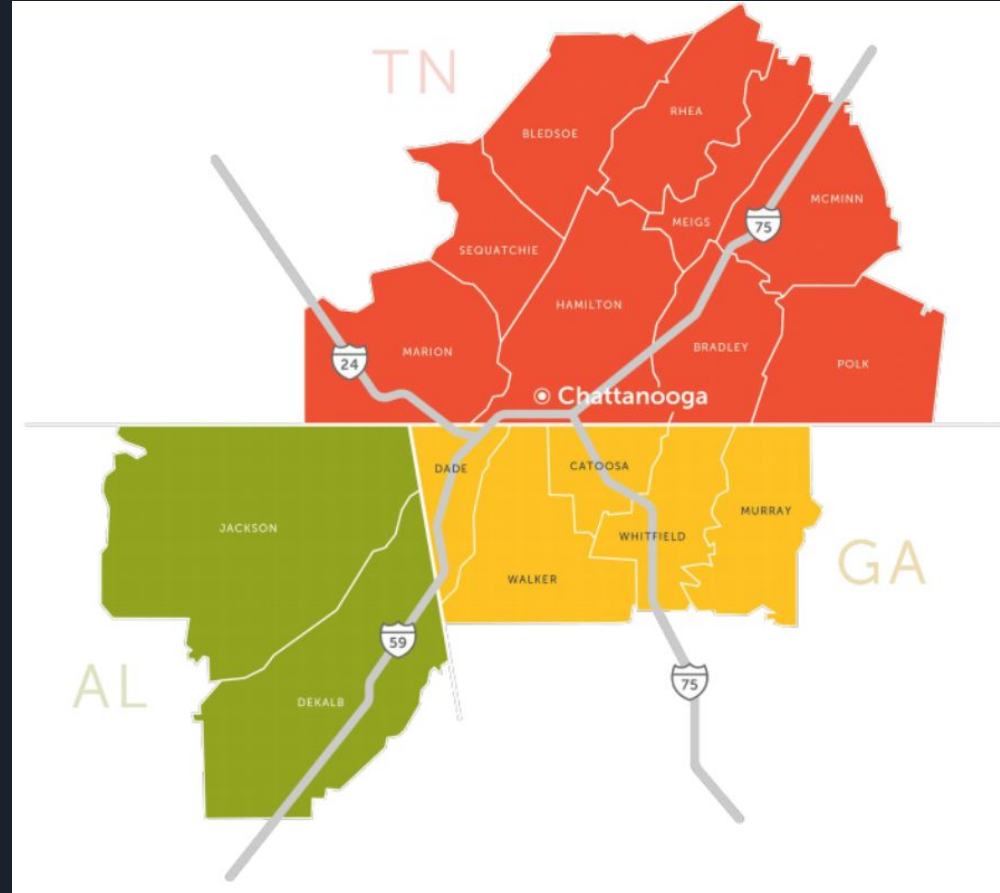 TN
RHEA
BLEDSOE
MCMINN
MEIGS
75
SEQUATCHIE
HAMILTON
BRADLEY
MARION
24
POLK
Chattanooga
DADE
CATOOSA
MURRAY
JACKSON
WHITFIELD
GA
WALKER
59
75
AL
DEKALB